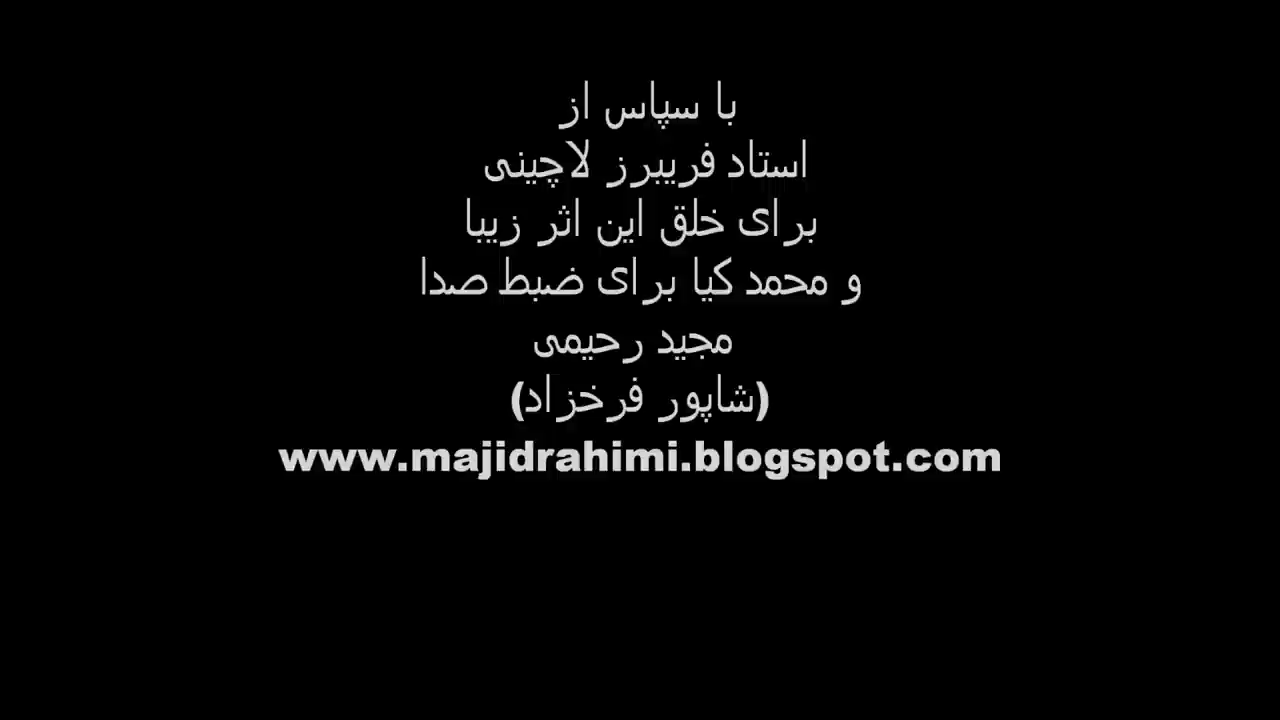 با سپاس از
استاد فریبرز لاچینی
برای خلق این اثر زیبا
و محمد کیا برای ضبط صدا
مجید رحیمی
(شاپور فرخزاد)
www.majidrahimi.blogspot.com